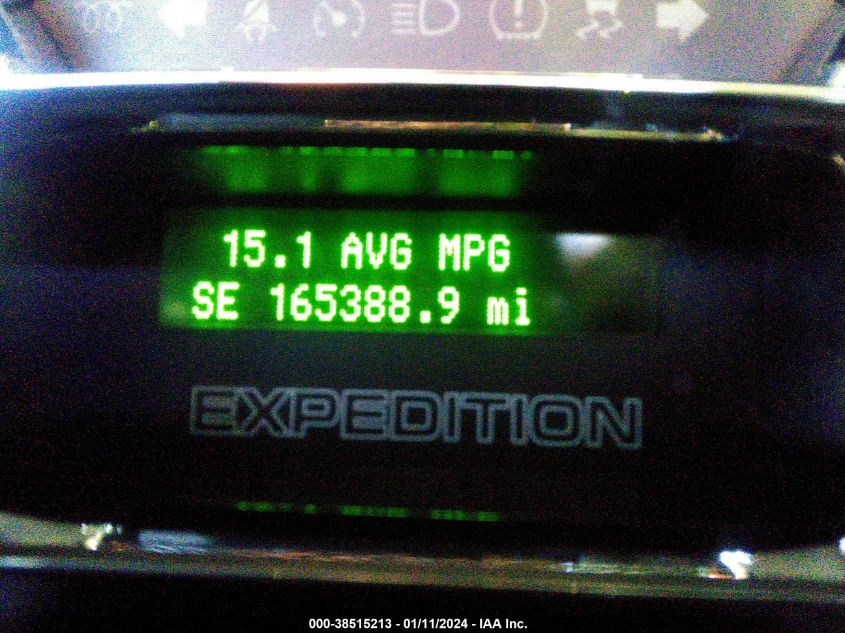 15.1 AVG MPG
SE 165388.9 mi
EXPEDITION
000-38515213 - 01/11/2024 - IAA Inc.